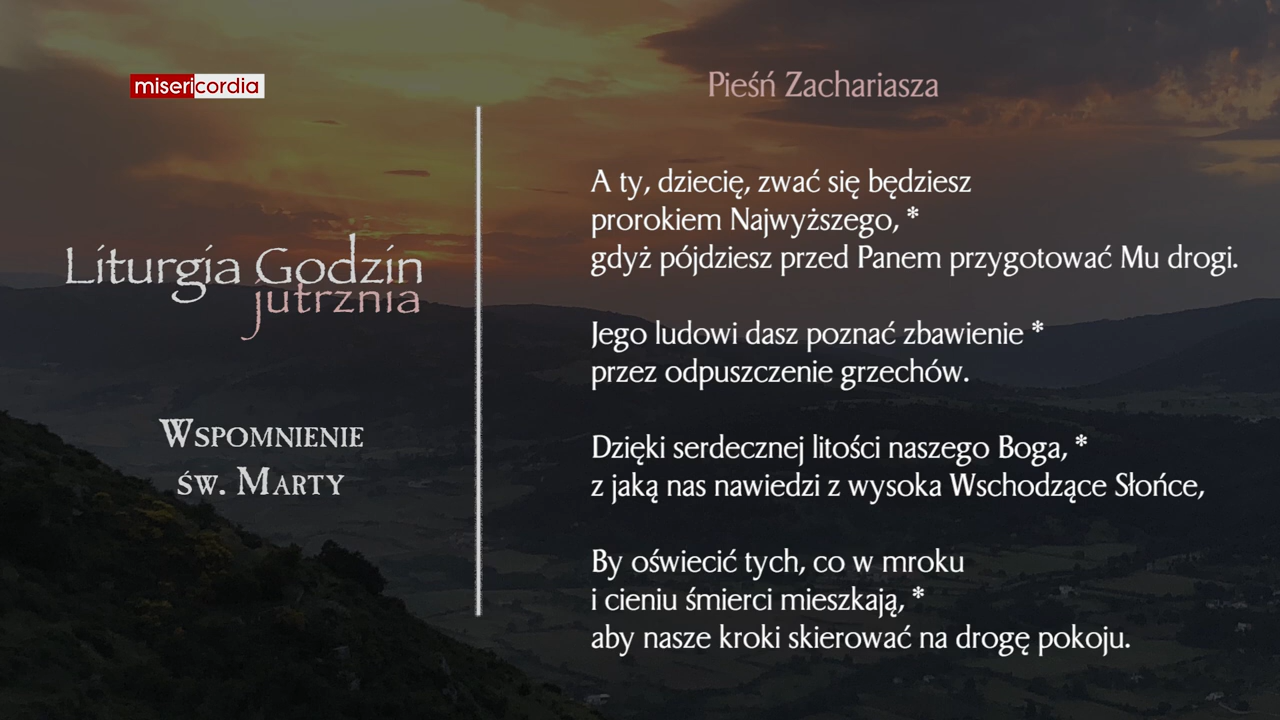 misericordia
Liturgia Godzin
jutrznia
Wspomnienie
św. Marty
Pieśń Zachariasza
A ty, dziecię, zwać się będziesz
prorokiem Najwyższego, *
gdyż pójdziesz przed Panem przygotować Mu drogi.
Jego ludowi dasz poznać zbawienie *
przez odpuszczenie grzechów.
Dzięki serdecznej litości naszego Boga, *
z jaką nas nawiedzi z wysoka Wschodzące Słońce,
By oświecić tych, co w mroku
i cieniu śmierci mieszkają, *
aby nasze kroki skierować na drogę pokoju.